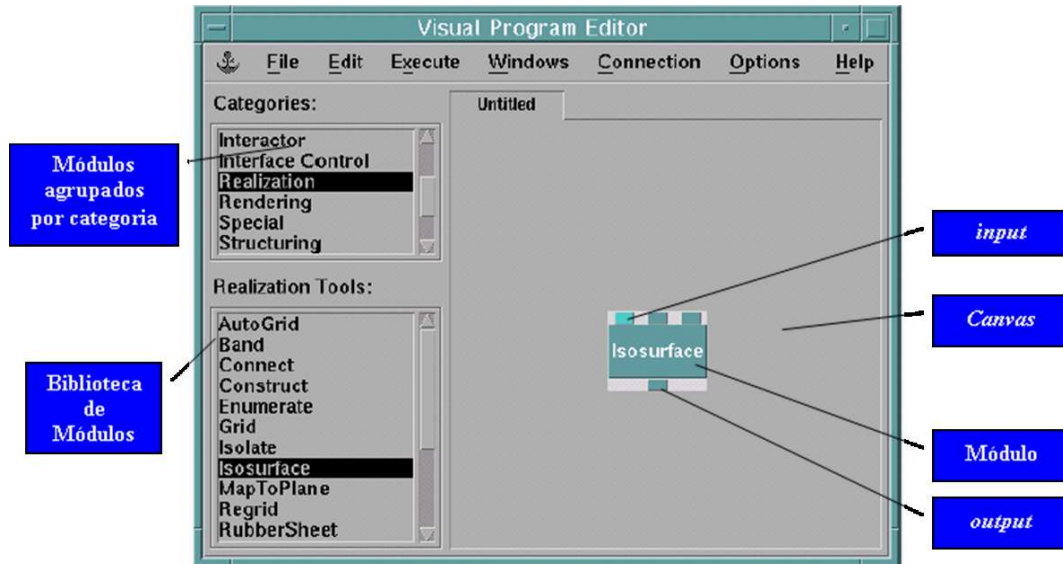 Visual Program Editor
File Edit Execute Windows Connection Options Help
Categories:
Untitled
Interactor
Interface Control
Realization
Rendering
Special
Structuring
Realization Tools:
AutoGrid
Band
Connect
Construct
Enumerate
Grid
Isolate
Isosurface
MapToPlane
Regrid
RubberSheet
Isosurface
Módulos
agrupados
por categoria
Biblioteca
de
Módulos
input
Canvas
Módulo
output